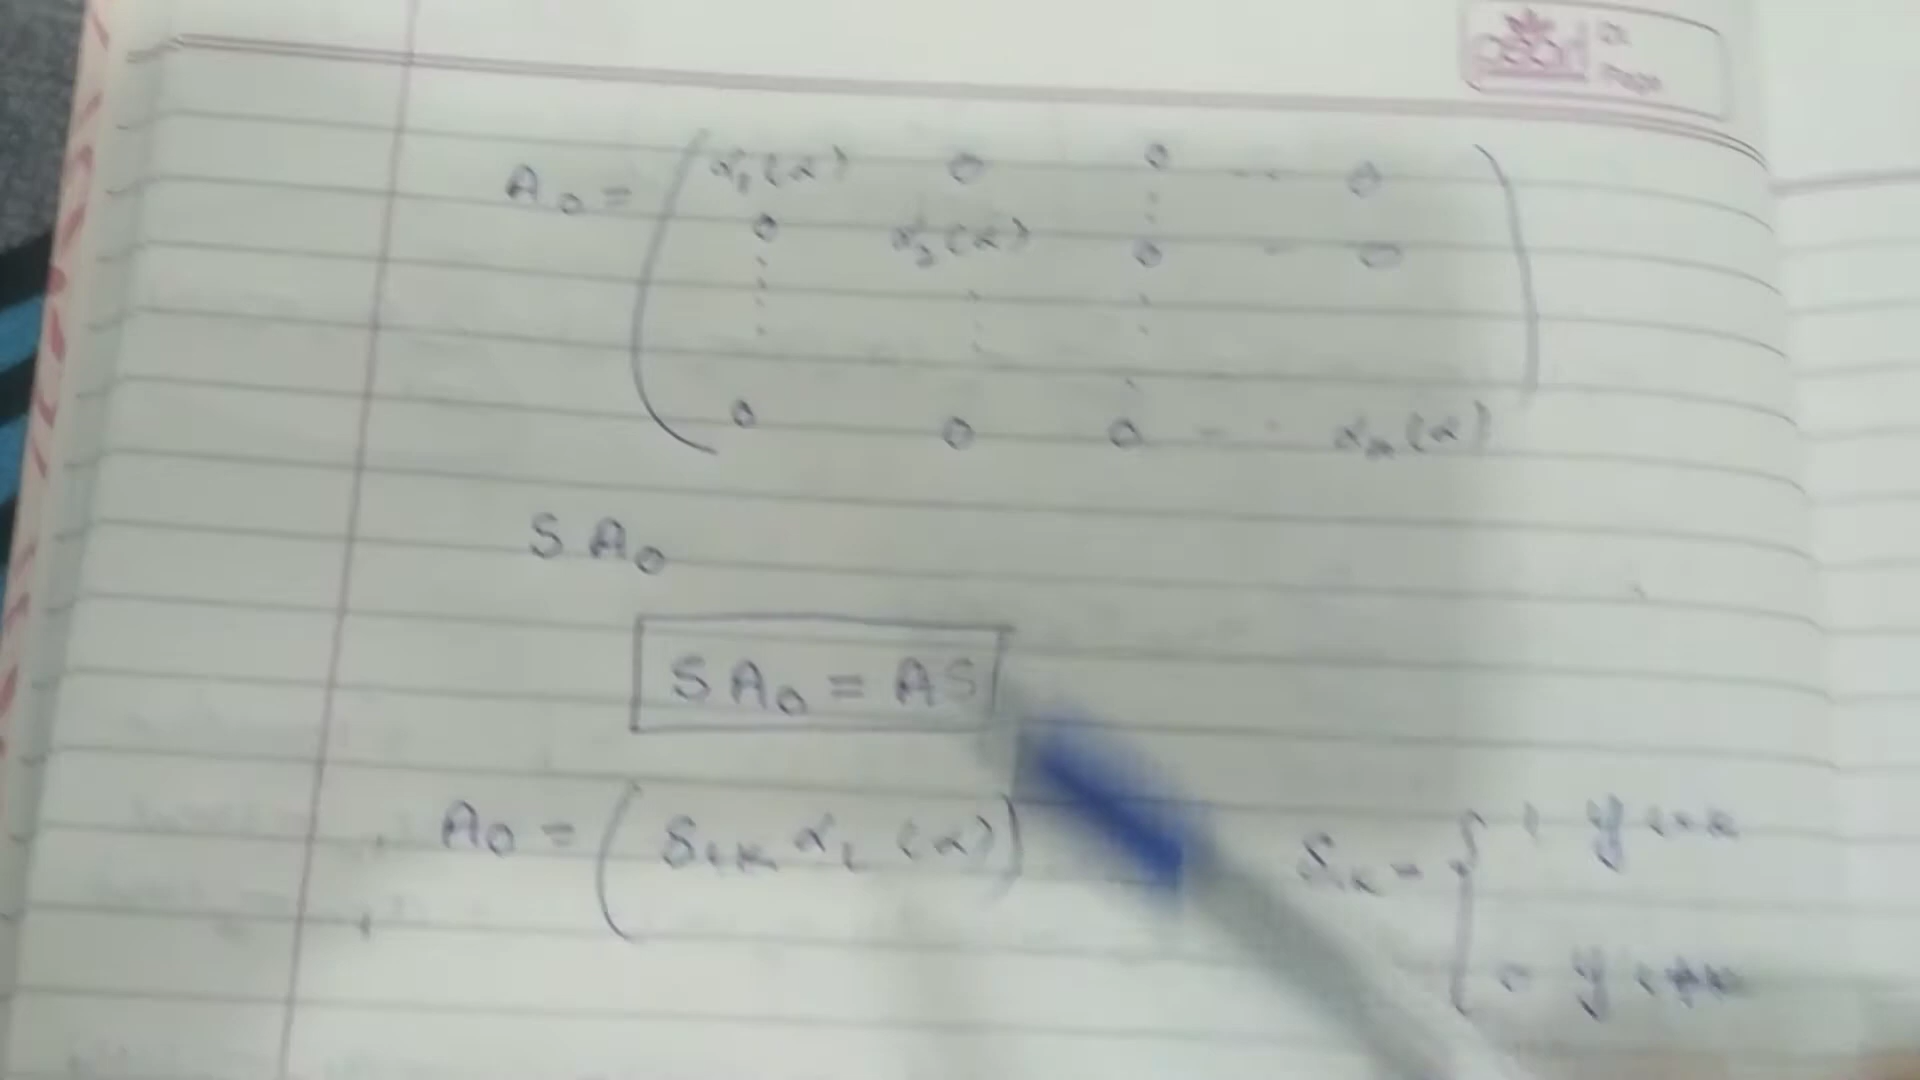 A₀ = ( α₁(α) 0 0 -- 0
0 α₂(α) 0 - 0
0 0 0 - - αₙ(α) )
S A₀
S A₀ = AS
A₀ = ( δᵢₖ αᵢ (α) ) δᵢₖ = { 1 if i=k
0 if i≠k